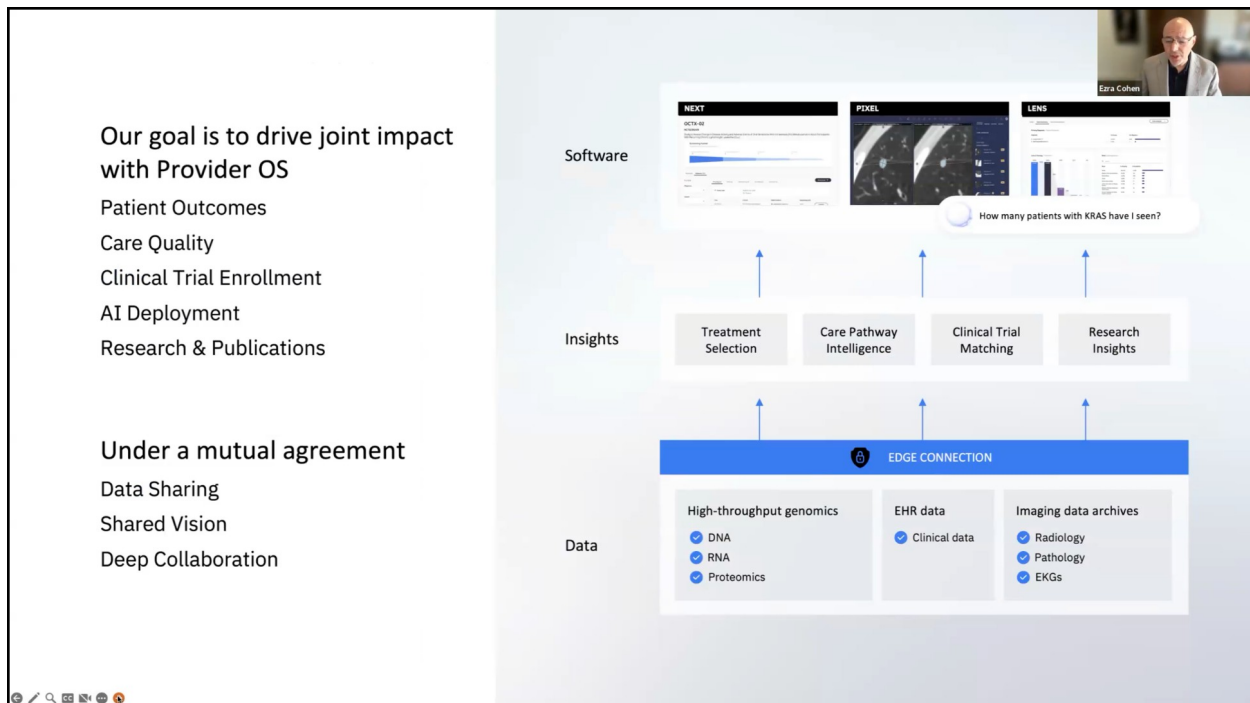 Our goal is to drive joint impact
with Provider OS
Patient Outcomes
Care Quality
Clinical Trial Enrollment
AI Deployment
Research & Publications
Under a mutual agreement
Data Sharing
Shared Vision
Deep Collaboration
Ezra Cohen
Software
NEXT
PIXEL
LENS
How many patients with KRAS have I seen?
Insights
Treatment
Selection
Care Pathway
Intelligence
Clinical Trial
Matching
Research
Insights
EDGE CONNECTION
Data
High-throughput genomics
DNA
RNA
Proteomics
EHR data
Clinical data
Imaging data archives
Radiology
Pathology
EKGs
CC